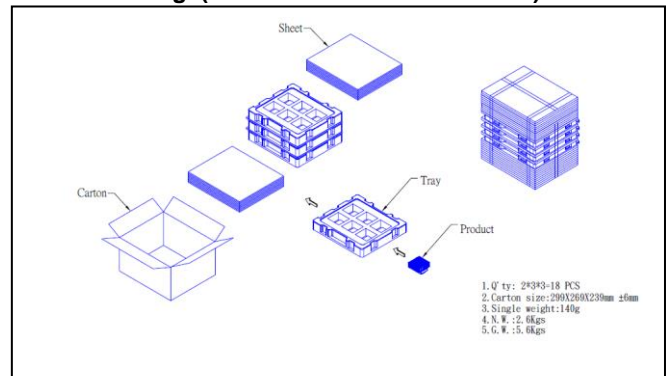 Sheet
Carton
Tray
Product
1.Q'ty: 2*3*3=18 PCS
2.Carton size:299X269X239mm ±6mm
3.Single weight:140g
4.N.W.:2.6Kgs
5.G.W.:5.6Kgs